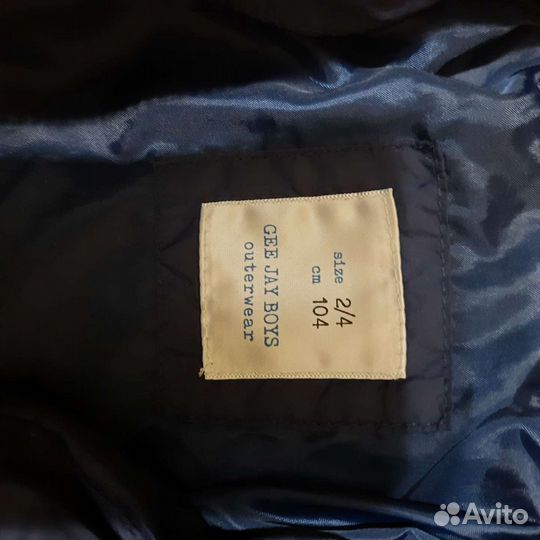 GEE JAY BOYS
outerwear
size 2/4
cm 104
Avito